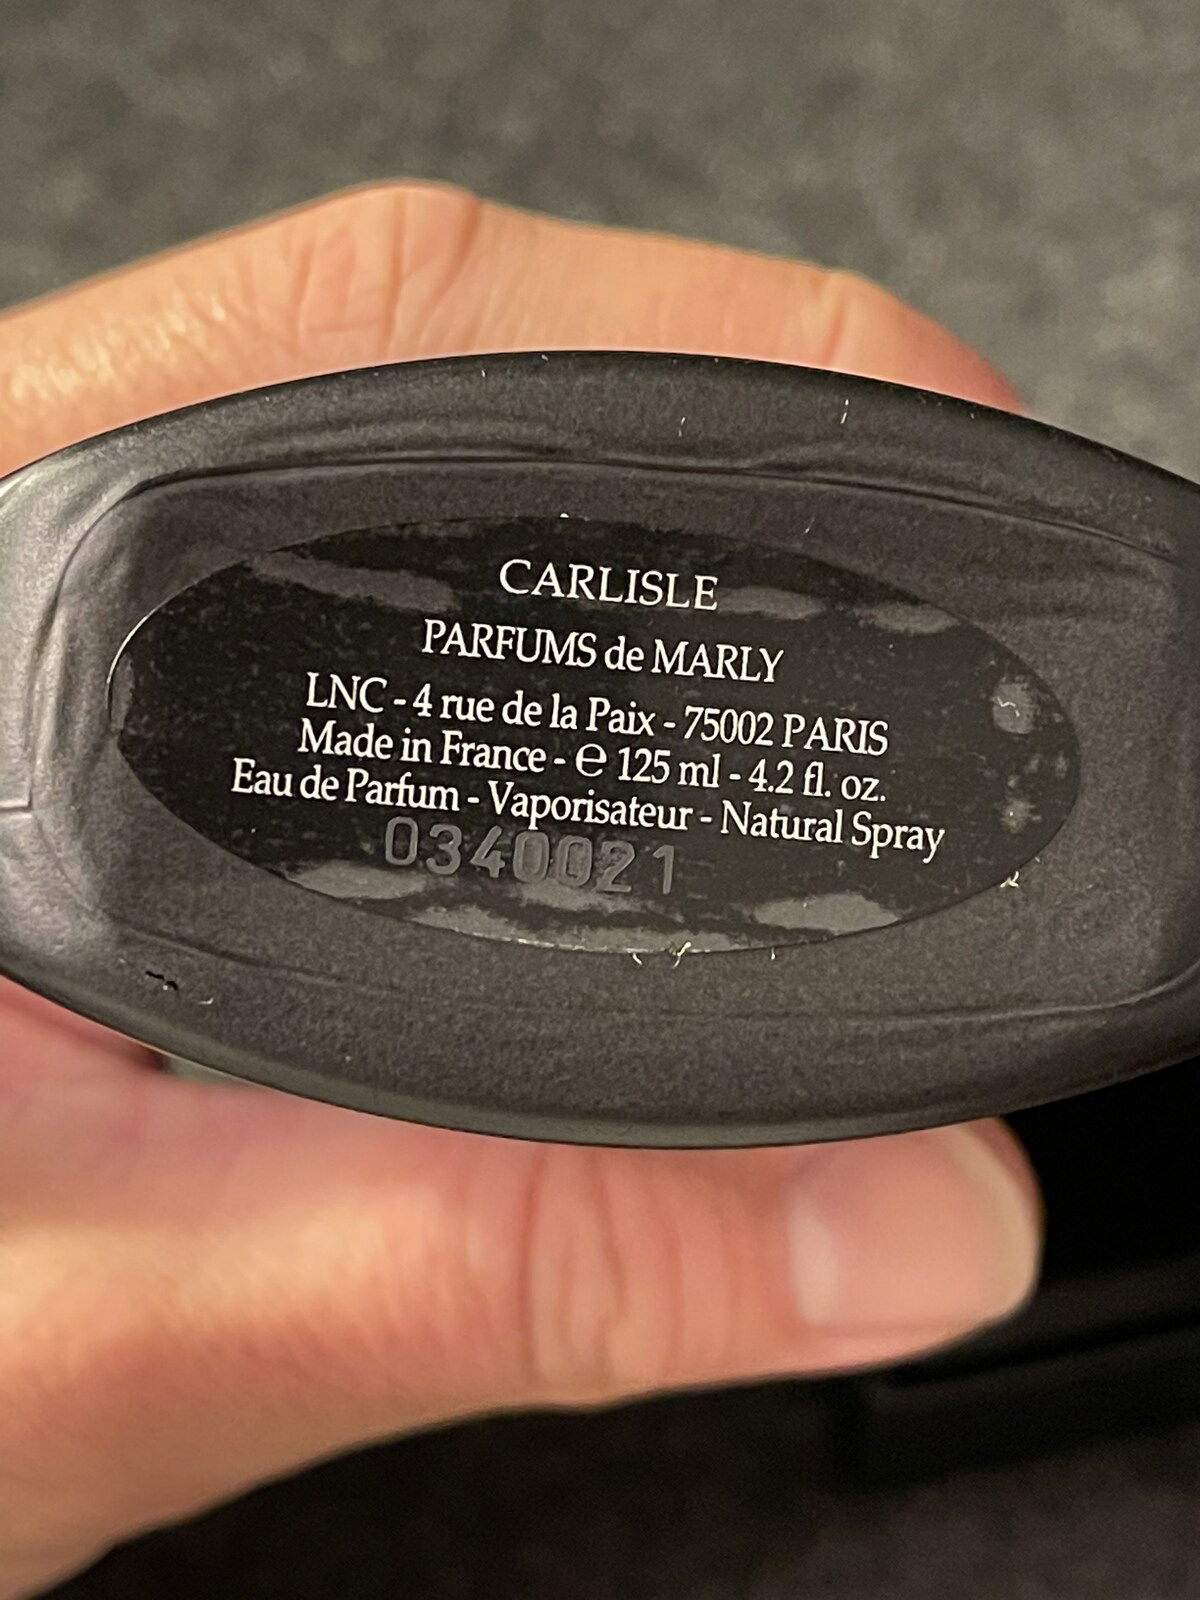 CARLISLE
PARFUMS de MARLY
LNC - 4 rue de la Paix - 75002 PARIS
Made in France - ℮ 125 ml - 4.2 fl. oz.
Eau de Parfum - Vaporisateur - Natural Spray
0340021